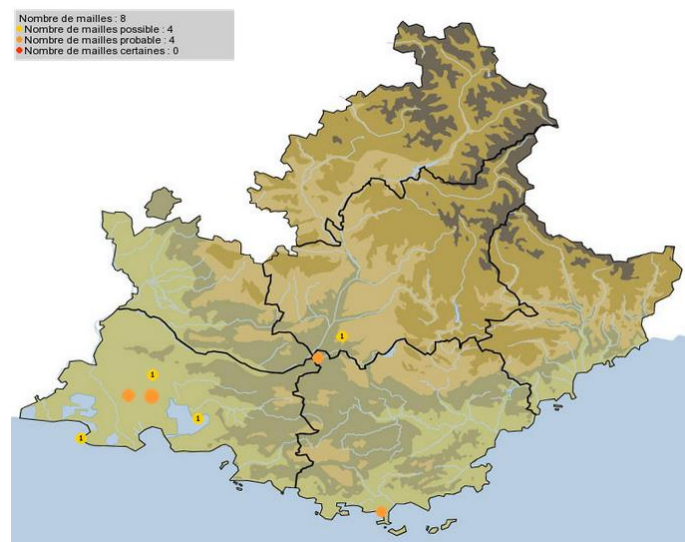 Nombre de mailles : 8
Nombre de mailles possible : 4
Nombre de mailles probable : 4
Nombre de mailles certaines : 0
1
1
1
1